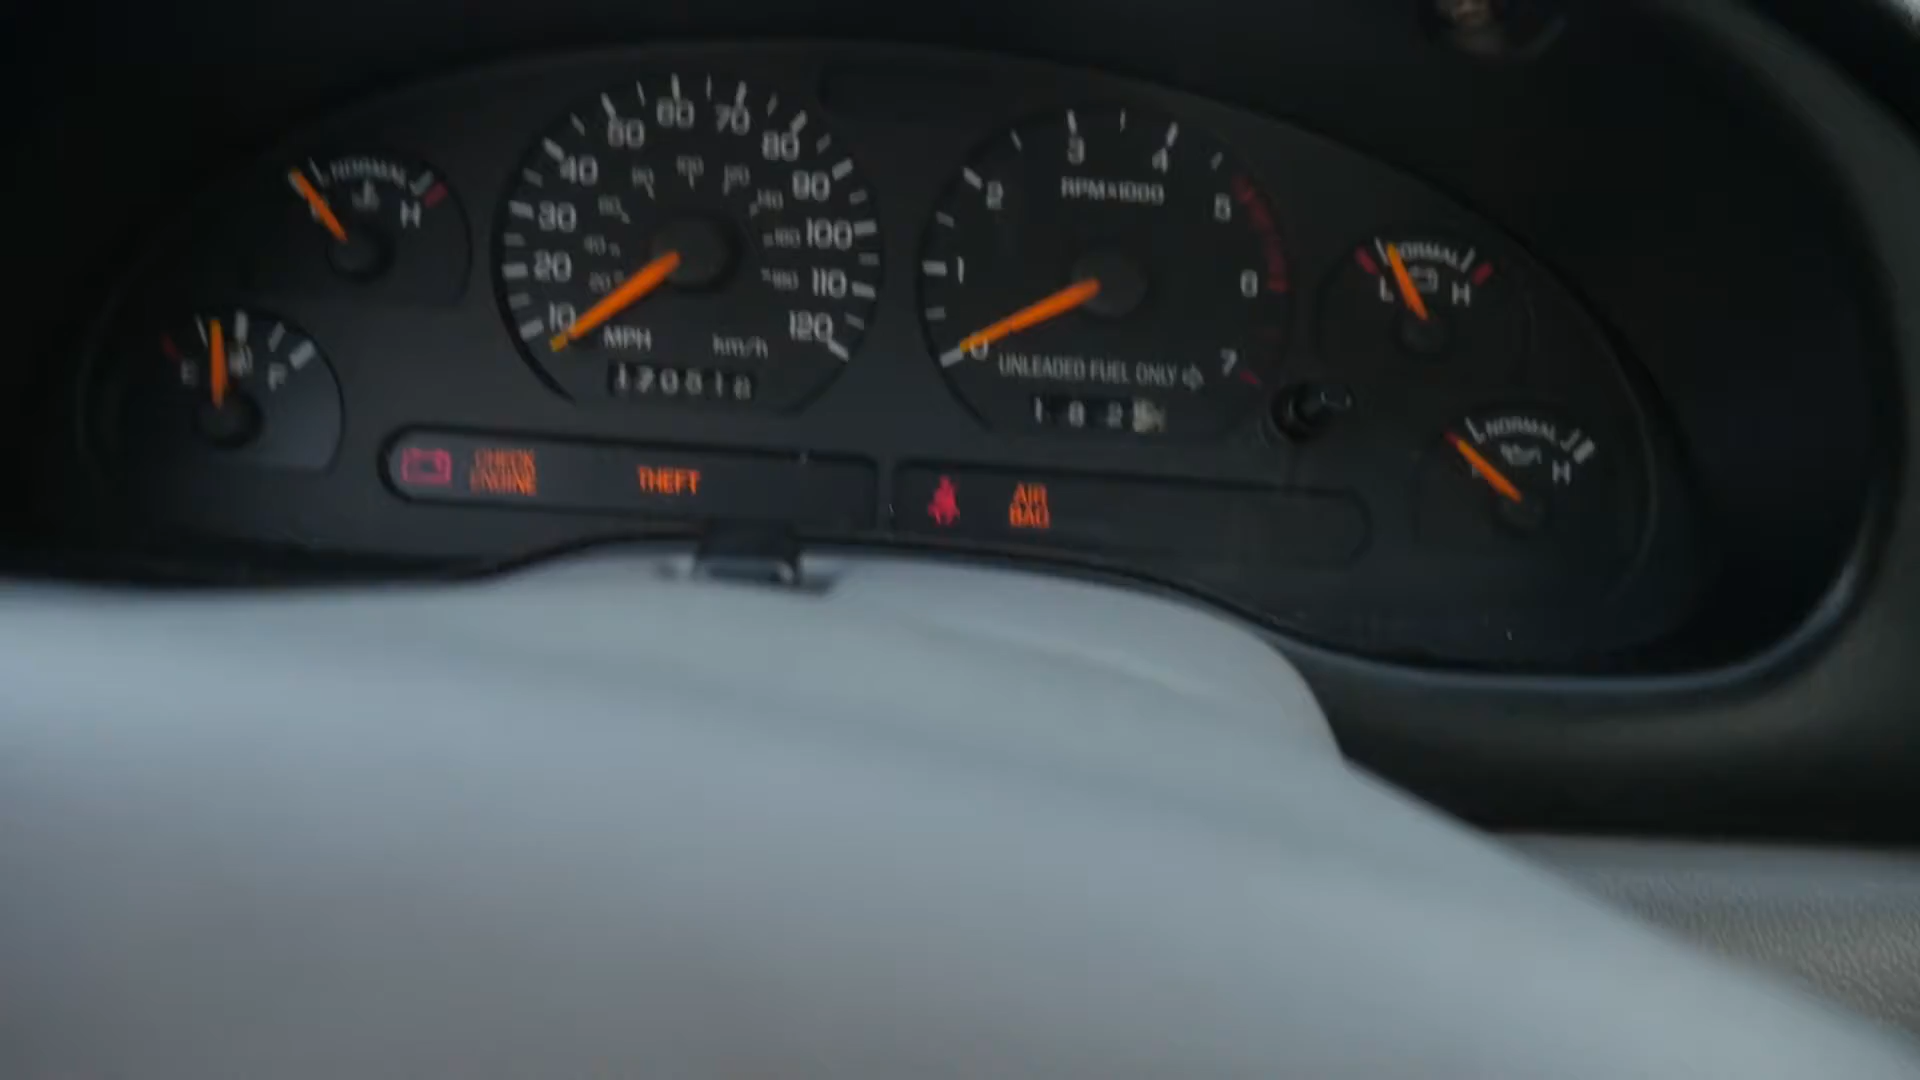 NORMAL
H
E
F
10
20
30
40
50
60
70
80
90
100
110
120
MPH
km/h
0
1
2
3
4
5
6
7
RPM×1000
UNLEADED FUEL ONLY
NORMAL
L
H
NORMAL
H
CHECK
ENGINE
THEFT
AIR
BAG